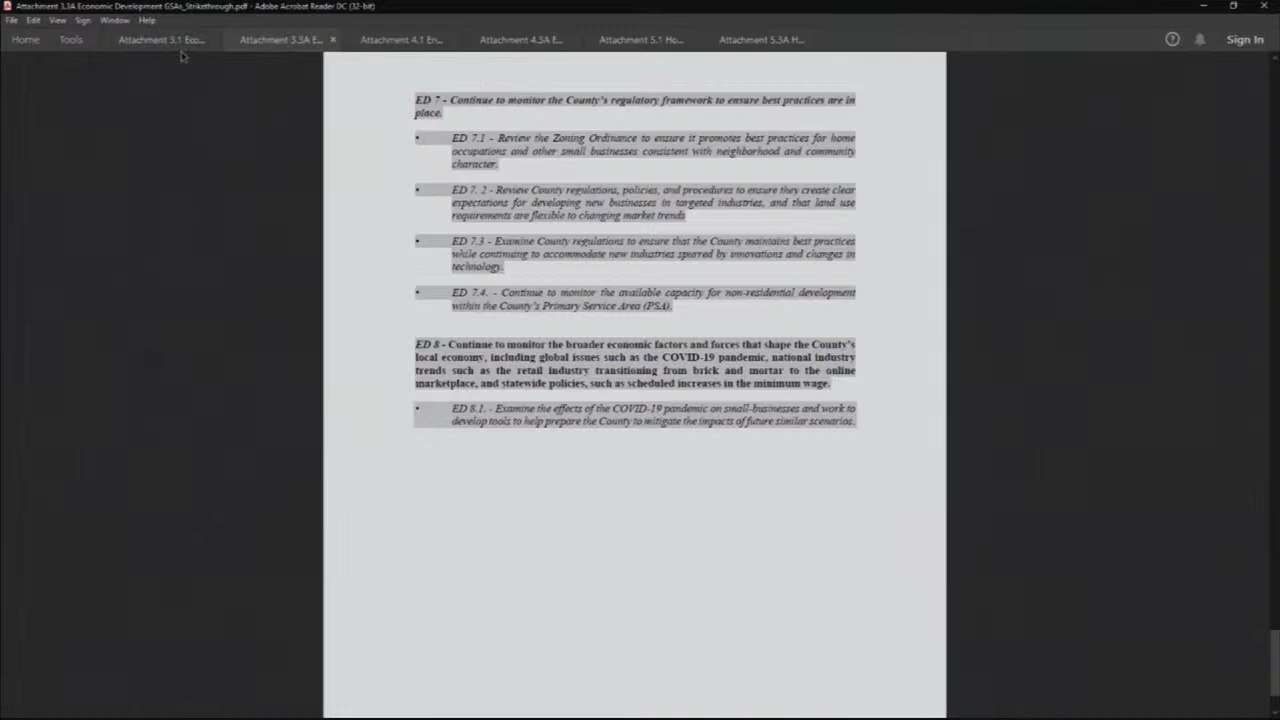 Attachment 3.3A Economic Development GSAs_Strikethrough.pdf - Adobe Acrobat Reader DC (32-bit)
File Edit View Sign Window Help
Home Tools Attachment 3.1 Eco... Attachment 3.3A E... × Attachment 4.1 En... Attachment 4.3A E... Attachment 5.1 Ho... Attachment 5.3A H... Sign In
ED 7 - Continue to monitor the County's regulatory framework to ensure best practices are in
place.
• ED 7.1 - Review the Zoning Ordinance to ensure it promotes best practices for home
occupations and other small businesses consistent with neighborhood and community
character.
• ED 7. 2 - Review County regulations, policies, and procedures to ensure they create clear
expectations for developing new businesses in targeted industries, and that land use
requirements are flexible to changing market trends
• ED 7.3 - Examine County regulations to ensure that the County maintains best practices
while continuing to accommodate new industries spurred by innovations and changes in
technology.
• ED 7.4. - Continue to monitor the available capacity for non-residential development
within the County's Primary Service Area (PSA).
ED 8 - Continue to monitor the broader economic factors and forces that shape the County's
local economy, including global issues such as the COVID-19 pandemic, national industry
trends such as the retail industry transitioning from brick and mortar to the online
marketplace, and statewide policies, such as scheduled increases in the minimum wage.
• ED 8.1. - Examine the effects of the COVID-19 pandemic on small-businesses and work to
develop tools to help prepare the County to mitigate the impacts of future similar scenarios.